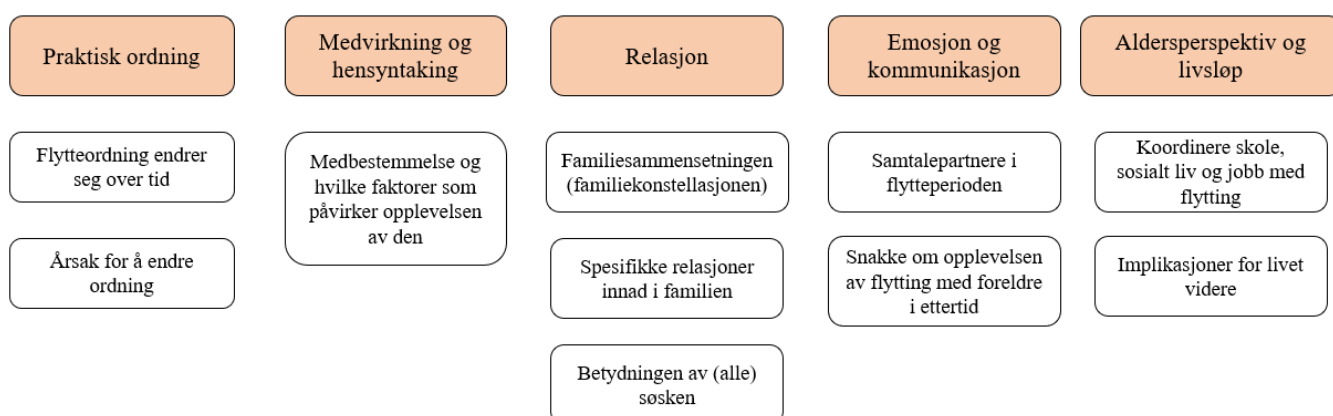 Praktisk ordning
Medvirkning og
hensyntaking
Relasjon
Emosjon og
kommunikasjon
Aldersperspektiv og
livsløp
Flytteordning endrer
seg over tid
Årsak for å endre
ordning
Medbestemmelse og
hvilke faktorer som
påvirker opplevelsen
av den
Familiesammensetningen
(familiekonstellasjonen)
Spesifikke relasjoner
innad i familien
Betydningen av (alle)
søsken
Samtalepartnere i
flytteperioden
Snakke om opplevelsen
av flytting med foreldre
i ettertid
Koordinere skole,
sosialt liv og jobb med
flytting
Implikasjoner for livet
videre